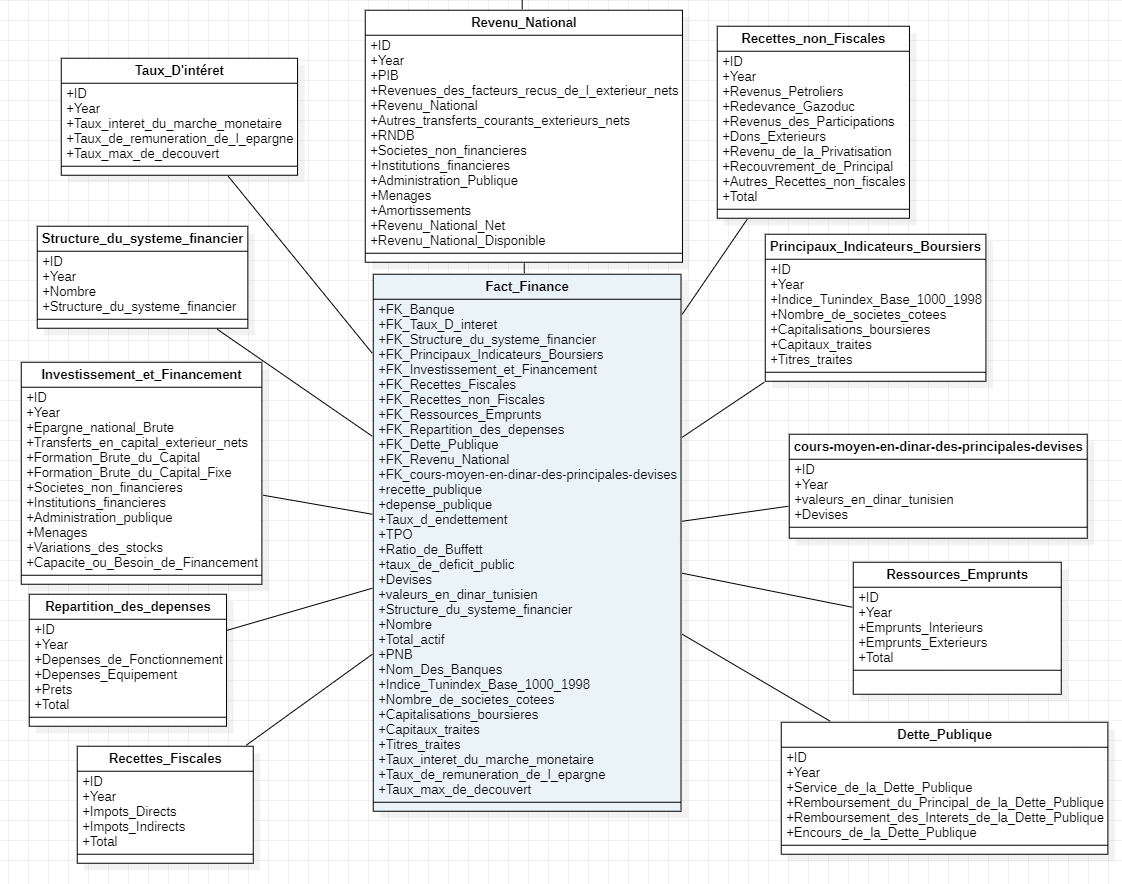 Revenu_National
+ID
+Year
+PIB
+Revenues_des_facteurs_recus_de_l_exterieur_nets
+Revenu_National
+Autres_transferts_courants_exterieurs_nets
+RNDB
+Societes_non_financieres
+Institutions_financieres
+Administration_Publique
+Menages
+Amortissements
+Revenu_National_Net
+Revenu_National_Disponible
Recettes_non_Fiscales
+ID
+Year
+Revenus_Petroliers
+Redevance_Gazoduc
+Revenus_des_Participations
+Dons_Exterieurs
+Revenu_de_la_Privatisation
+Recouvrement_de_Principal
+Autres_Recettes_non_fiscales
+Total
Taux_D'intéret
+ID
+Year
+Taux_interet_du_marche_monetaire
+Taux_de_remuneration_de_l_epargne
+Taux_max_de_decouvert
Structure_du_systeme_financier
+ID
+Year
+Nombre
+Structure_du_systeme_financier
Principaux_Indicateurs_Boursiers
+ID
+Year
+Indice_Tunindex_Base_1000_1998
+Nombre_de_societes_cotees
+Capitalisations_boursieres
+Capitaux_traites
+Titres_traites
Fact_Finance
+FK_Banque
+FK_Taux_D_interet
+FK_Structure_du_systeme_financier
+FK_Principaux_Indicateurs_Boursiers
+FK_Investissement_et_Financement
+FK_Recettes_Fiscales
+FK_Recettes_non_Fiscales
+FK_Ressources_Emprunts
+FK_Repartition_des_depenses
+FK_Dette_Publique
+FK_Revenu_National
+FK_cours-moyen-en-dinar-des-principales-devises
+recette_publique
+depense_publique
+Taux_d_endettement
+TPO
+Ratio_de_Buffett
+taux_de_deficit_public
+Devises
+valeurs_en_dinar_tunisien
+Structure_du_systeme_financier
+Nombre
+Total_actif
+PNB
+Nom_Des_Banques
+Indice_Tunindex_Base_1000_1998
+Nombre_de_societes_cotees
+Capitalisations_boursieres
+Capitaux_traites
+Titres_traites
+Taux_interet_du_marche_monetaire
+Taux_de_remuneration_de_l_epargne
+Taux_max_de_decouvert
Investissement_et_Financement
+ID
+Year
+Epargne_national_Brute
+Transferts_en_capital_exterieur_nets
+Formation_Brute_du_Capital
+Formation_Brute_du_Capital_Fixe
+Societes_non_financieres
+Institutions_financieres
+Administration_publique
+Menages
+Variations_des_stocks
+Capacite_ou_Besoin_de_Financement
cours-moyen-en-dinar-des-principales-devises
+ID
+Year
+valeurs_en_dinar_tunisien
+Devises
Ressources_Emprunts
+ID
+Year
+Emprunts_Interieurs
+Emprunts_Exterieurs
+Total
Repartition_des_depenses
+ID
+Year
+Depenses_de_Fonctionnement
+Depenses_Equipement
+Prets
+Total
Dette_Publique
+ID
+Year
+Service_de_la_Dette_Publique
+Remboursement_du_Principal_de_la_Dette_Publique
+Remboursement_des_Interets_de_la_Dette_Publique
+Encours_de_la_Dette_Publique
Recettes_Fiscales
+ID
+Year
+Impots_Directs
+Impots_Indirects
+Total